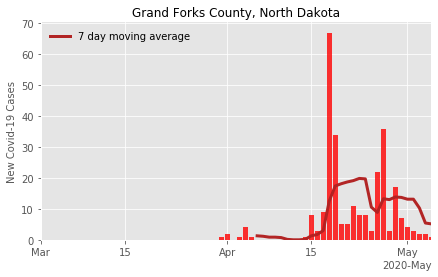 Grand Forks County, North Dakota
7 day moving average
New Covid-19 Cases
70
60
50
40
30
20
10
0
Mar 15 Apr 15 May
2020-May